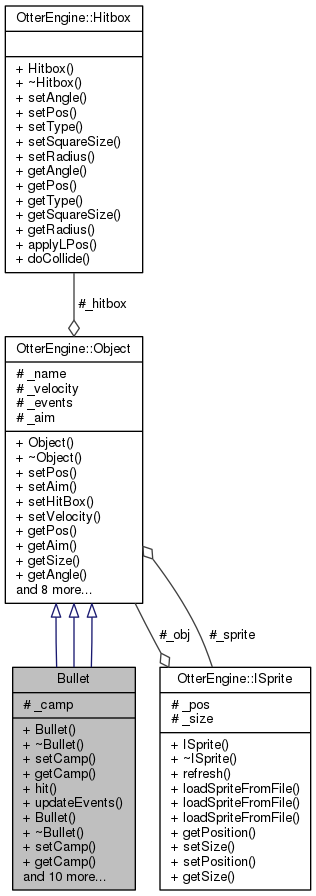 OtterEngine::Hitbox
+ Hitbox()
+ ~Hitbox()
+ setAngle()
+ setPos()
+ setType()
+ setSquareSize()
+ setRadius()
+ getAngle()
+ getPos()
+ getType()
+ getSquareSize()
+ getRadius()
+ applyLPos()
+ doCollide()
#_hitbox
OtterEngine::Object
# _name
# _velocity
# _events
# _aim
+ Object()
+ ~Object()
+ setPos()
+ setAim()
+ setHitBox()
+ setVelocity()
+ getPos()
+ getAim()
+ getSize()
+ getAngle()
and 8 more...
#_obj
#_sprite
Bullet
# _camp
+ Bullet()
+ ~Bullet()
+ setCamp()
+ getCamp()
+ hit()
+ updateEvents()
+ Bullet()
+ ~Bullet()
+ setCamp()
+ getCamp()
and 10 more...
OtterEngine::ISprite
# _pos
# _size
+ ISprite()
+ ~ISprite()
+ refresh()
+ loadSpriteFromFile()
+ loadSpriteFromFile()
+ loadSpriteFromFile()
+ getPosition()
+ setSize()
+ setPosition()
+ getSize()